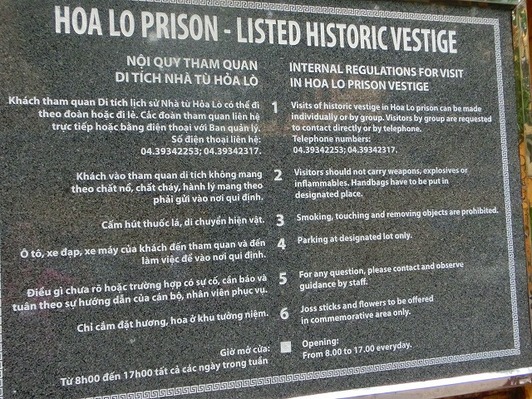 HOA LO PRISON - LISTED HISTORIC VESTIGE
NỘI QUY THAM QUAN
DI TÍCH NHÀ TÙ HỎA LÒ
Khách tham quan Di tích lịch sử Nhà tù Hỏa Lò có thể đi
theo đoàn hoặc đi lẻ. Các đoàn tham quan liên hệ
trực tiếp hoặc bằng điện thoại với Ban quản lý.
Số điện thoại liên hệ:
04.39342253; 04.39342317.
Khách vào tham quan di tích không mang
theo chất nổ, chất cháy, hành lý mang theo
phải gửi vào nơi qui định.
Cấm hút thuốc lá, di chuyển hiện vật.
Ô tô, xe đạp, xe máy của khách đến tham quan và đến
làm việc để vào nơi qui định.
Điều gì chưa rõ hoặc trường hợp có sự cố, cần báo và
tuân theo sự hướng dẫn của cán bộ, nhân viên phục vụ.
Chỉ cắm đặt hương, hoa ở khu tưởng niệm.
Giờ mở cửa:
Từ 8h00 đến 17h00 tất cả các ngày trong tuần
INTERNAL REGULATIONS FOR VISIT
IN HOA LO PRISON VESTIGE
1 Visits of historic vestige in Hoa Lo prison can be made
individually or by group. Visitors by group are requested
to contact directly or by telephone.
Telephone numbers:
04.39342253; 04.39342317.
2 Visitors should not carry weapons, explosives or
inflammables. Handbags have to be put in
designated place.
3 Smoking, touching and removing objects are prohibited.
4 Parking at designated lot only.
5 For any question, please contact and observe
guidance by staff.
6 Joss sticks and flowers to be offered
in commemorative area only.
Opening:
From 8.00 to 17.00 everyday.